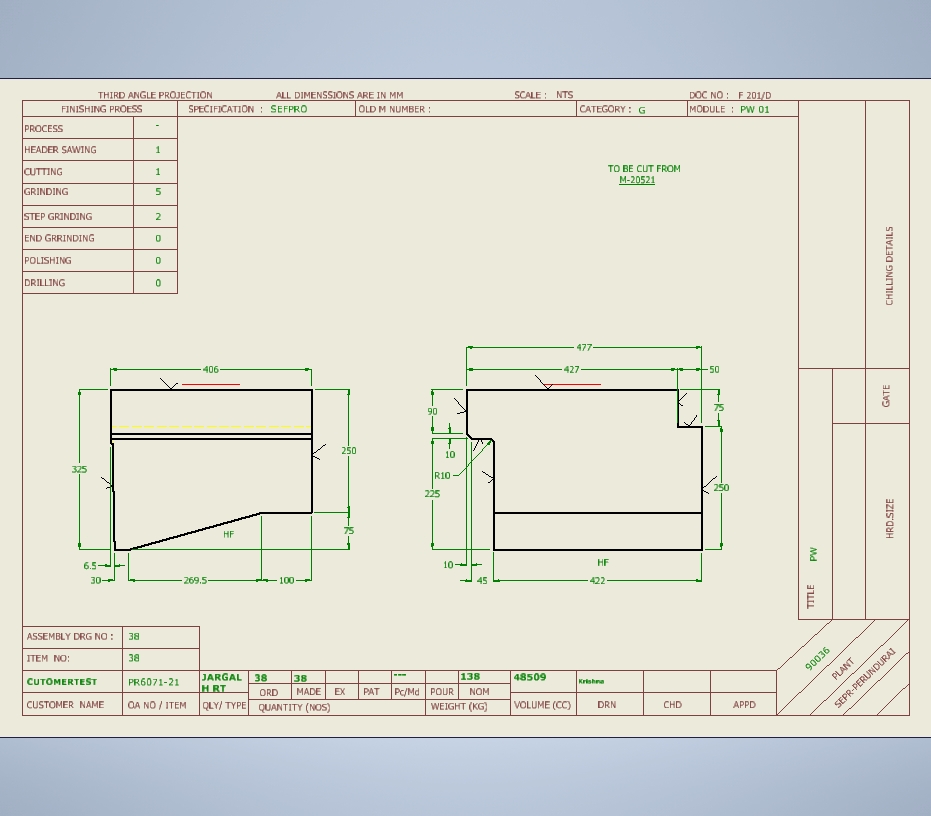 THIRD ANGLE PROJECTION ALL DIMENSSIONS ARE IN MM SCALE : NTS DOC NO : F 201/D
FINISHING PROESS SPECIFICATION : SEFPRO OLD M NUMBER : CATEGORY : G MODULE : PW 01
PROCESS -
HEADER SAWING 1
CUTTING 1
GRINDING 5
STEP GRINDING 2
END GRRINDING 0
POLISHING 0
DRILLING 0
TO BE CUT FROM
M-20521
CHILLING DETAILS
GATE
HRD.SIZE
TITLE PW
406
325
250
75
HF
6.5
30 269.5 100
477
427 50
90
75
10
R10
225
250
10
HF
45 422
ASSEMBLY DRG NO : 38
ITEM NO: 38
CUTOMERTEST PR6071-21 JARGAL
H RT
38 38 --- 138 48509 Krishna
ORD MADE EX PAT Pc/Md POUR NOM
CUSTOMER NAME OA NO / ITEM QLY/ TYPE QUANTITY (NOS) WEIGHT (KG) VOLUME (CC) DRN CHD APPD
90036
PLANT
SEPR-PERUNDURAI